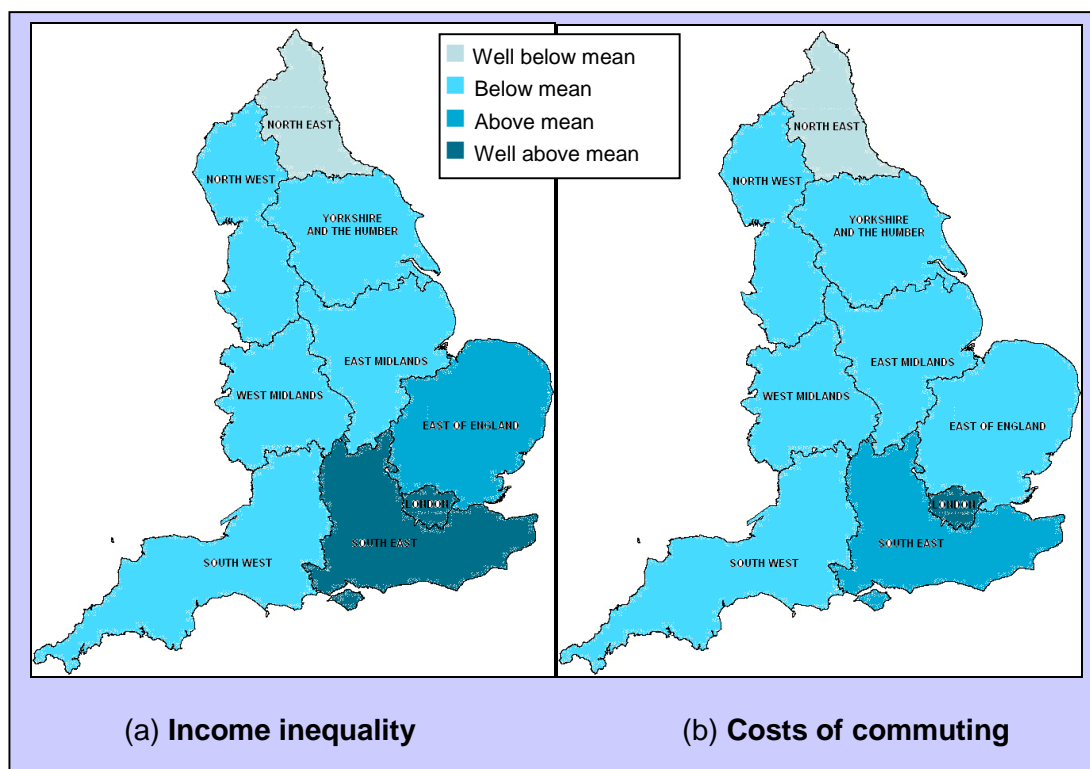 Well below mean
Below mean
Above mean
Well above mean
NORTH EAST
NORTH WEST
YORKSHIRE
AND THE HUMBER
EAST MIDLANDS
WEST MIDLANDS
EAST OF ENGLAND
LONDON
SOUTH EAST
SOUTH WEST
NORTH EAST
NORTH WEST
YORKSHIRE
AND THE HUMBER
EAST MIDLANDS
WEST MIDLANDS
EAST OF ENGLAND
LONDON
SOUTH EAST
SOUTH WEST
(a) Income inequality
(b) Costs of commuting